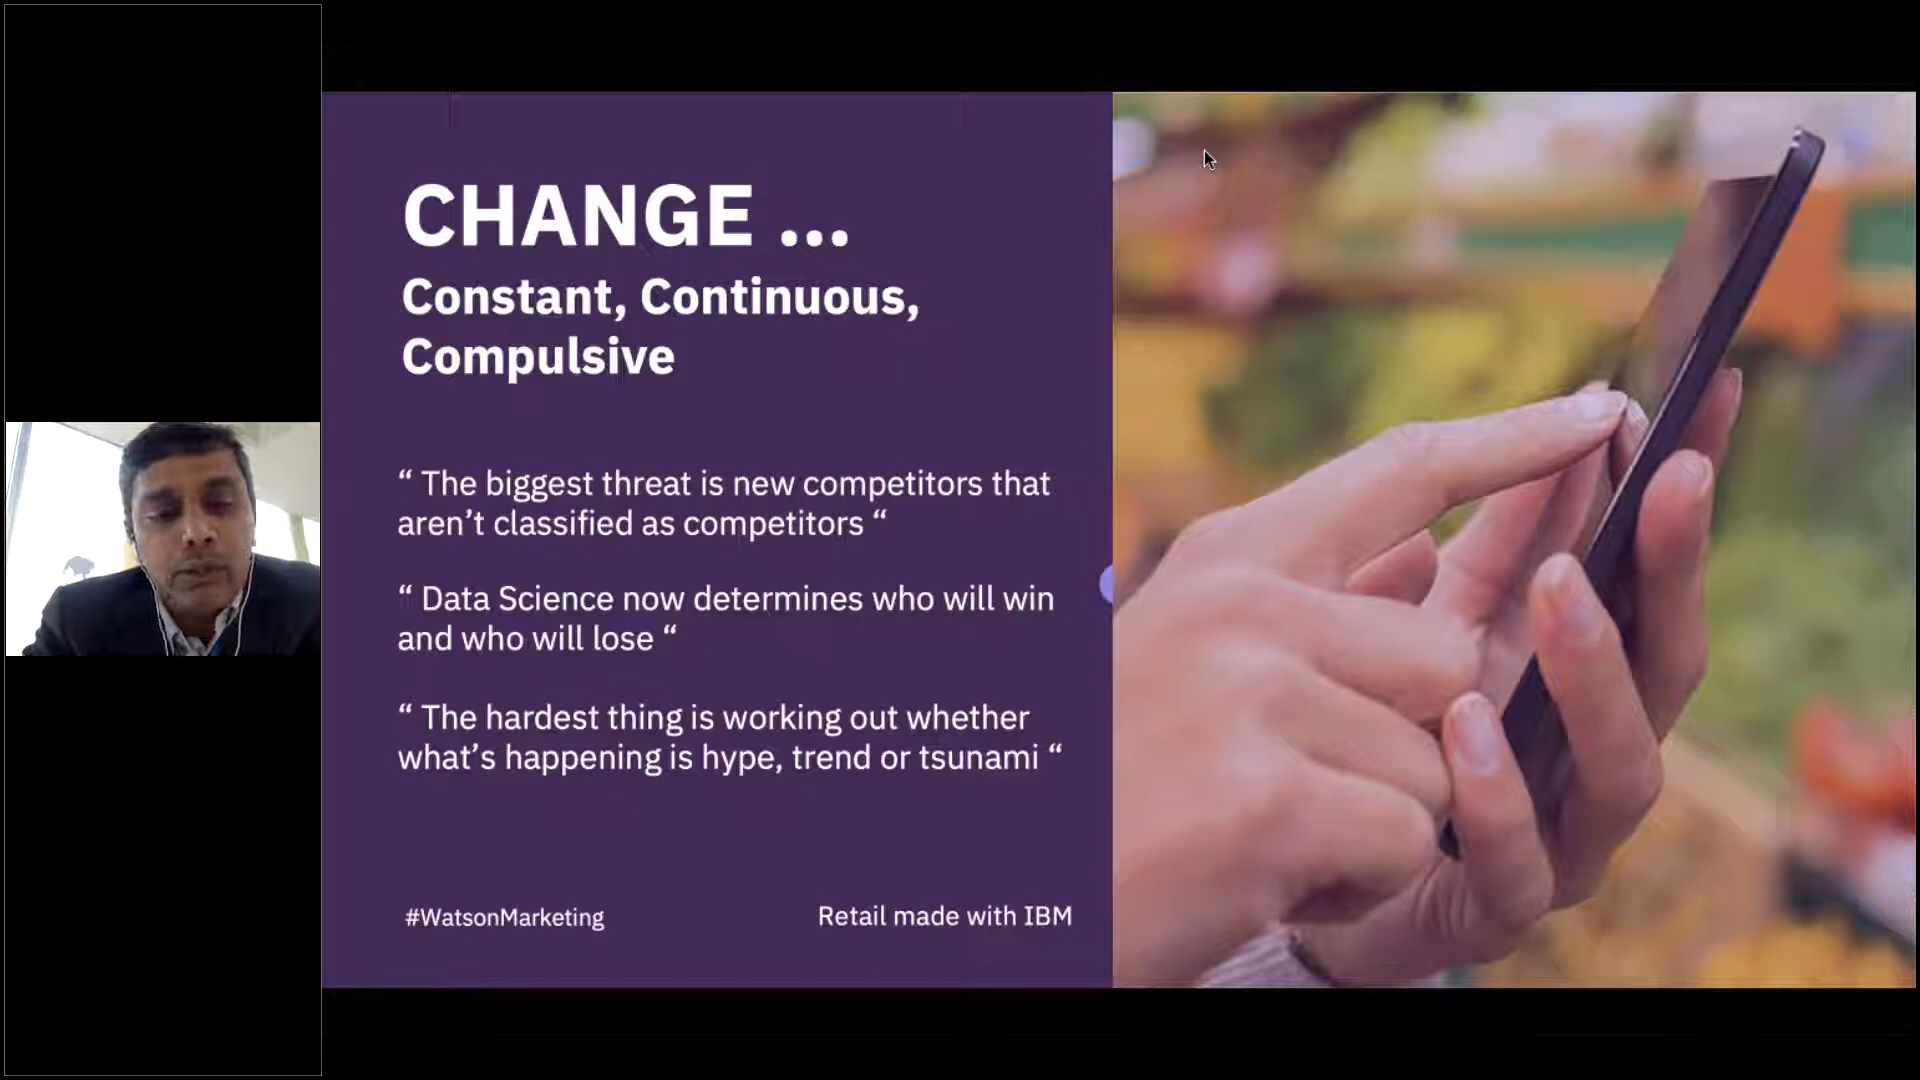 CHANGE ...
Constant, Continuous,
Compulsive
“ The biggest threat is new competitors that
aren’t classified as competitors “
“ Data Science now determines who will win
and who will lose “
“ The hardest thing is working out whether
what’s happening is hype, trend or tsunami “
#WatsonMarketing
Retail made with IBM